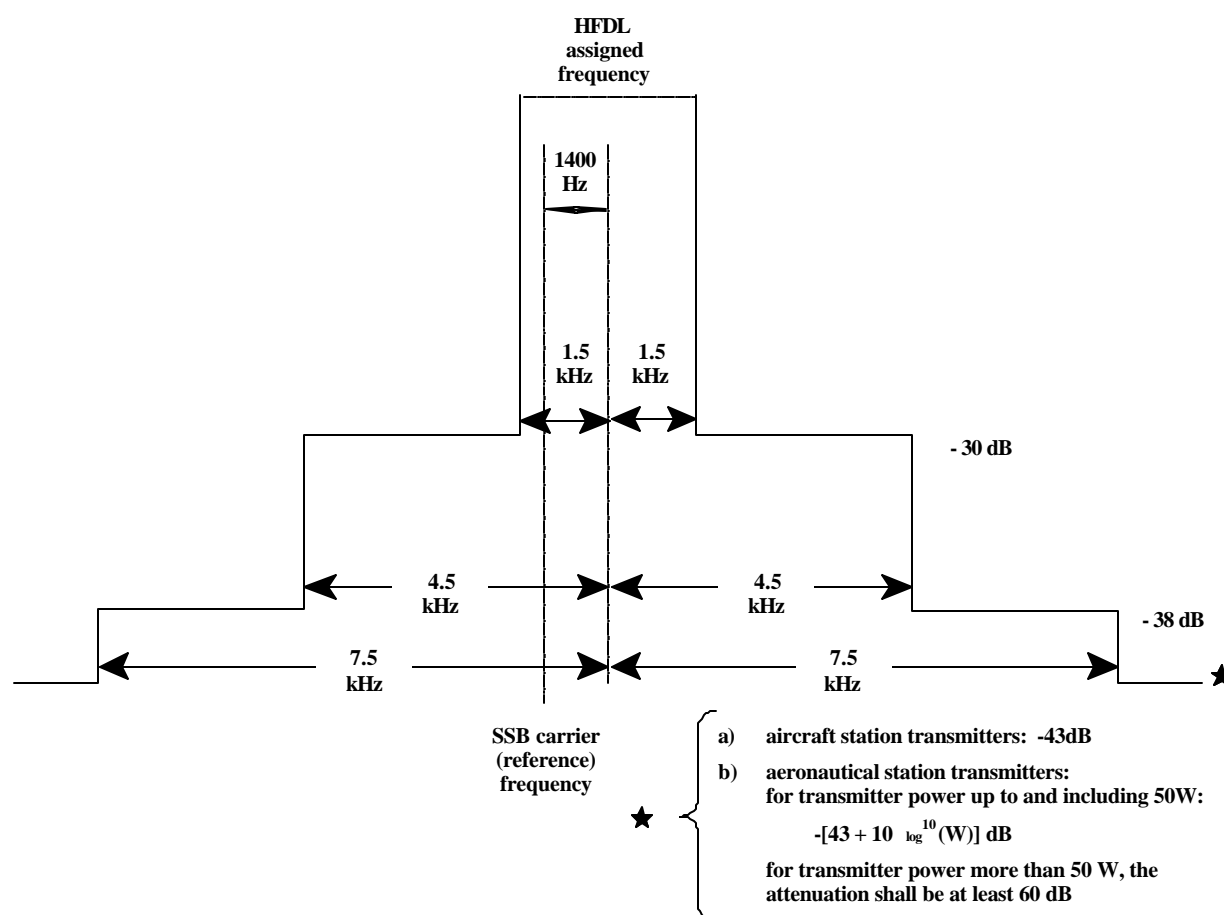 HFDL
assigned
frequency
1400
Hz
1.5
kHz
1.5
kHz
- 30 dB
4.5
kHz
4.5
kHz
- 38 dB
7.5
kHz
7.5
kHz
SSB carrier
(reference)
frequency
a) aircraft station transmitters: -43dB
b) aeronautical station transmitters:
for transmitter power up to and including 50W:
-[43 + 10 log10(W)] dB
for transmitter power more than 50 W, the
attenuation shall be at least 60 dB